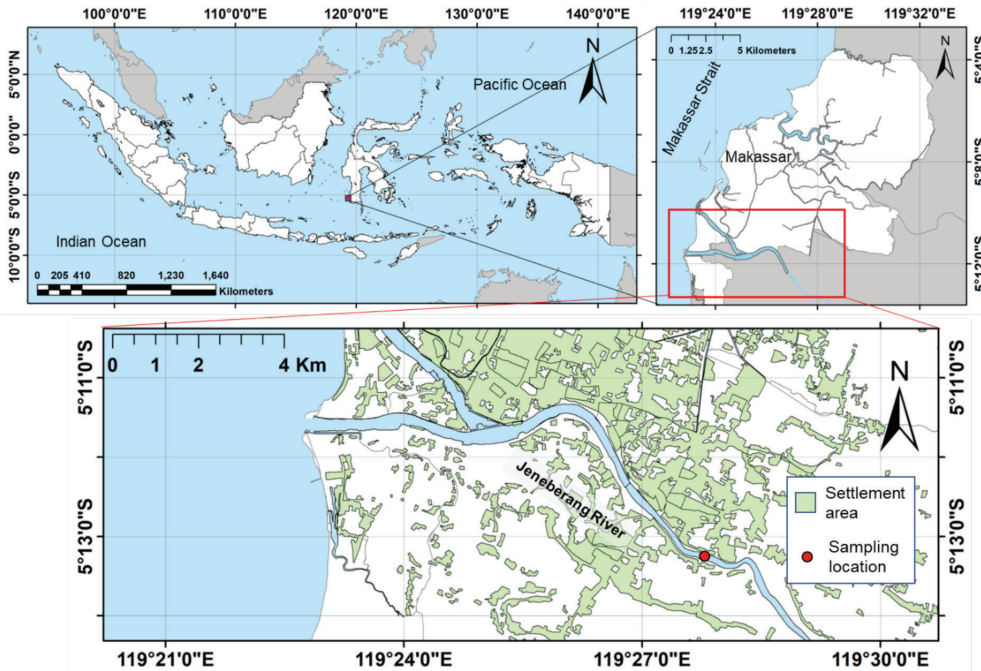 100°0'0"E 110°0'0"E 120°0'0"E 130°0'0"E 140°0'0"E
5°0'0"N
0°0'0"
5°0'0"S
10°0'0"S
N
Pacific Ocean
Indian Ocean
0 205 410 820 1,230 1,640
Kilometers
119°24'0"E 119°28'0"E 119°32'0"E
0 1.25 2.5 5 Kilometers
N
Makassar Strait
Makassar
5°4'0"S
5°8'0"S
5°12'0"S
0 1 2 4 Km
5°11'0"S
5°13'0"S
N
Jeneberang River
Settlement
area
Sampling
location
5°11'0"S
5°13'0"S
119°21'0"E 119°24'0"E 119°27'0"E 119°30'0"E